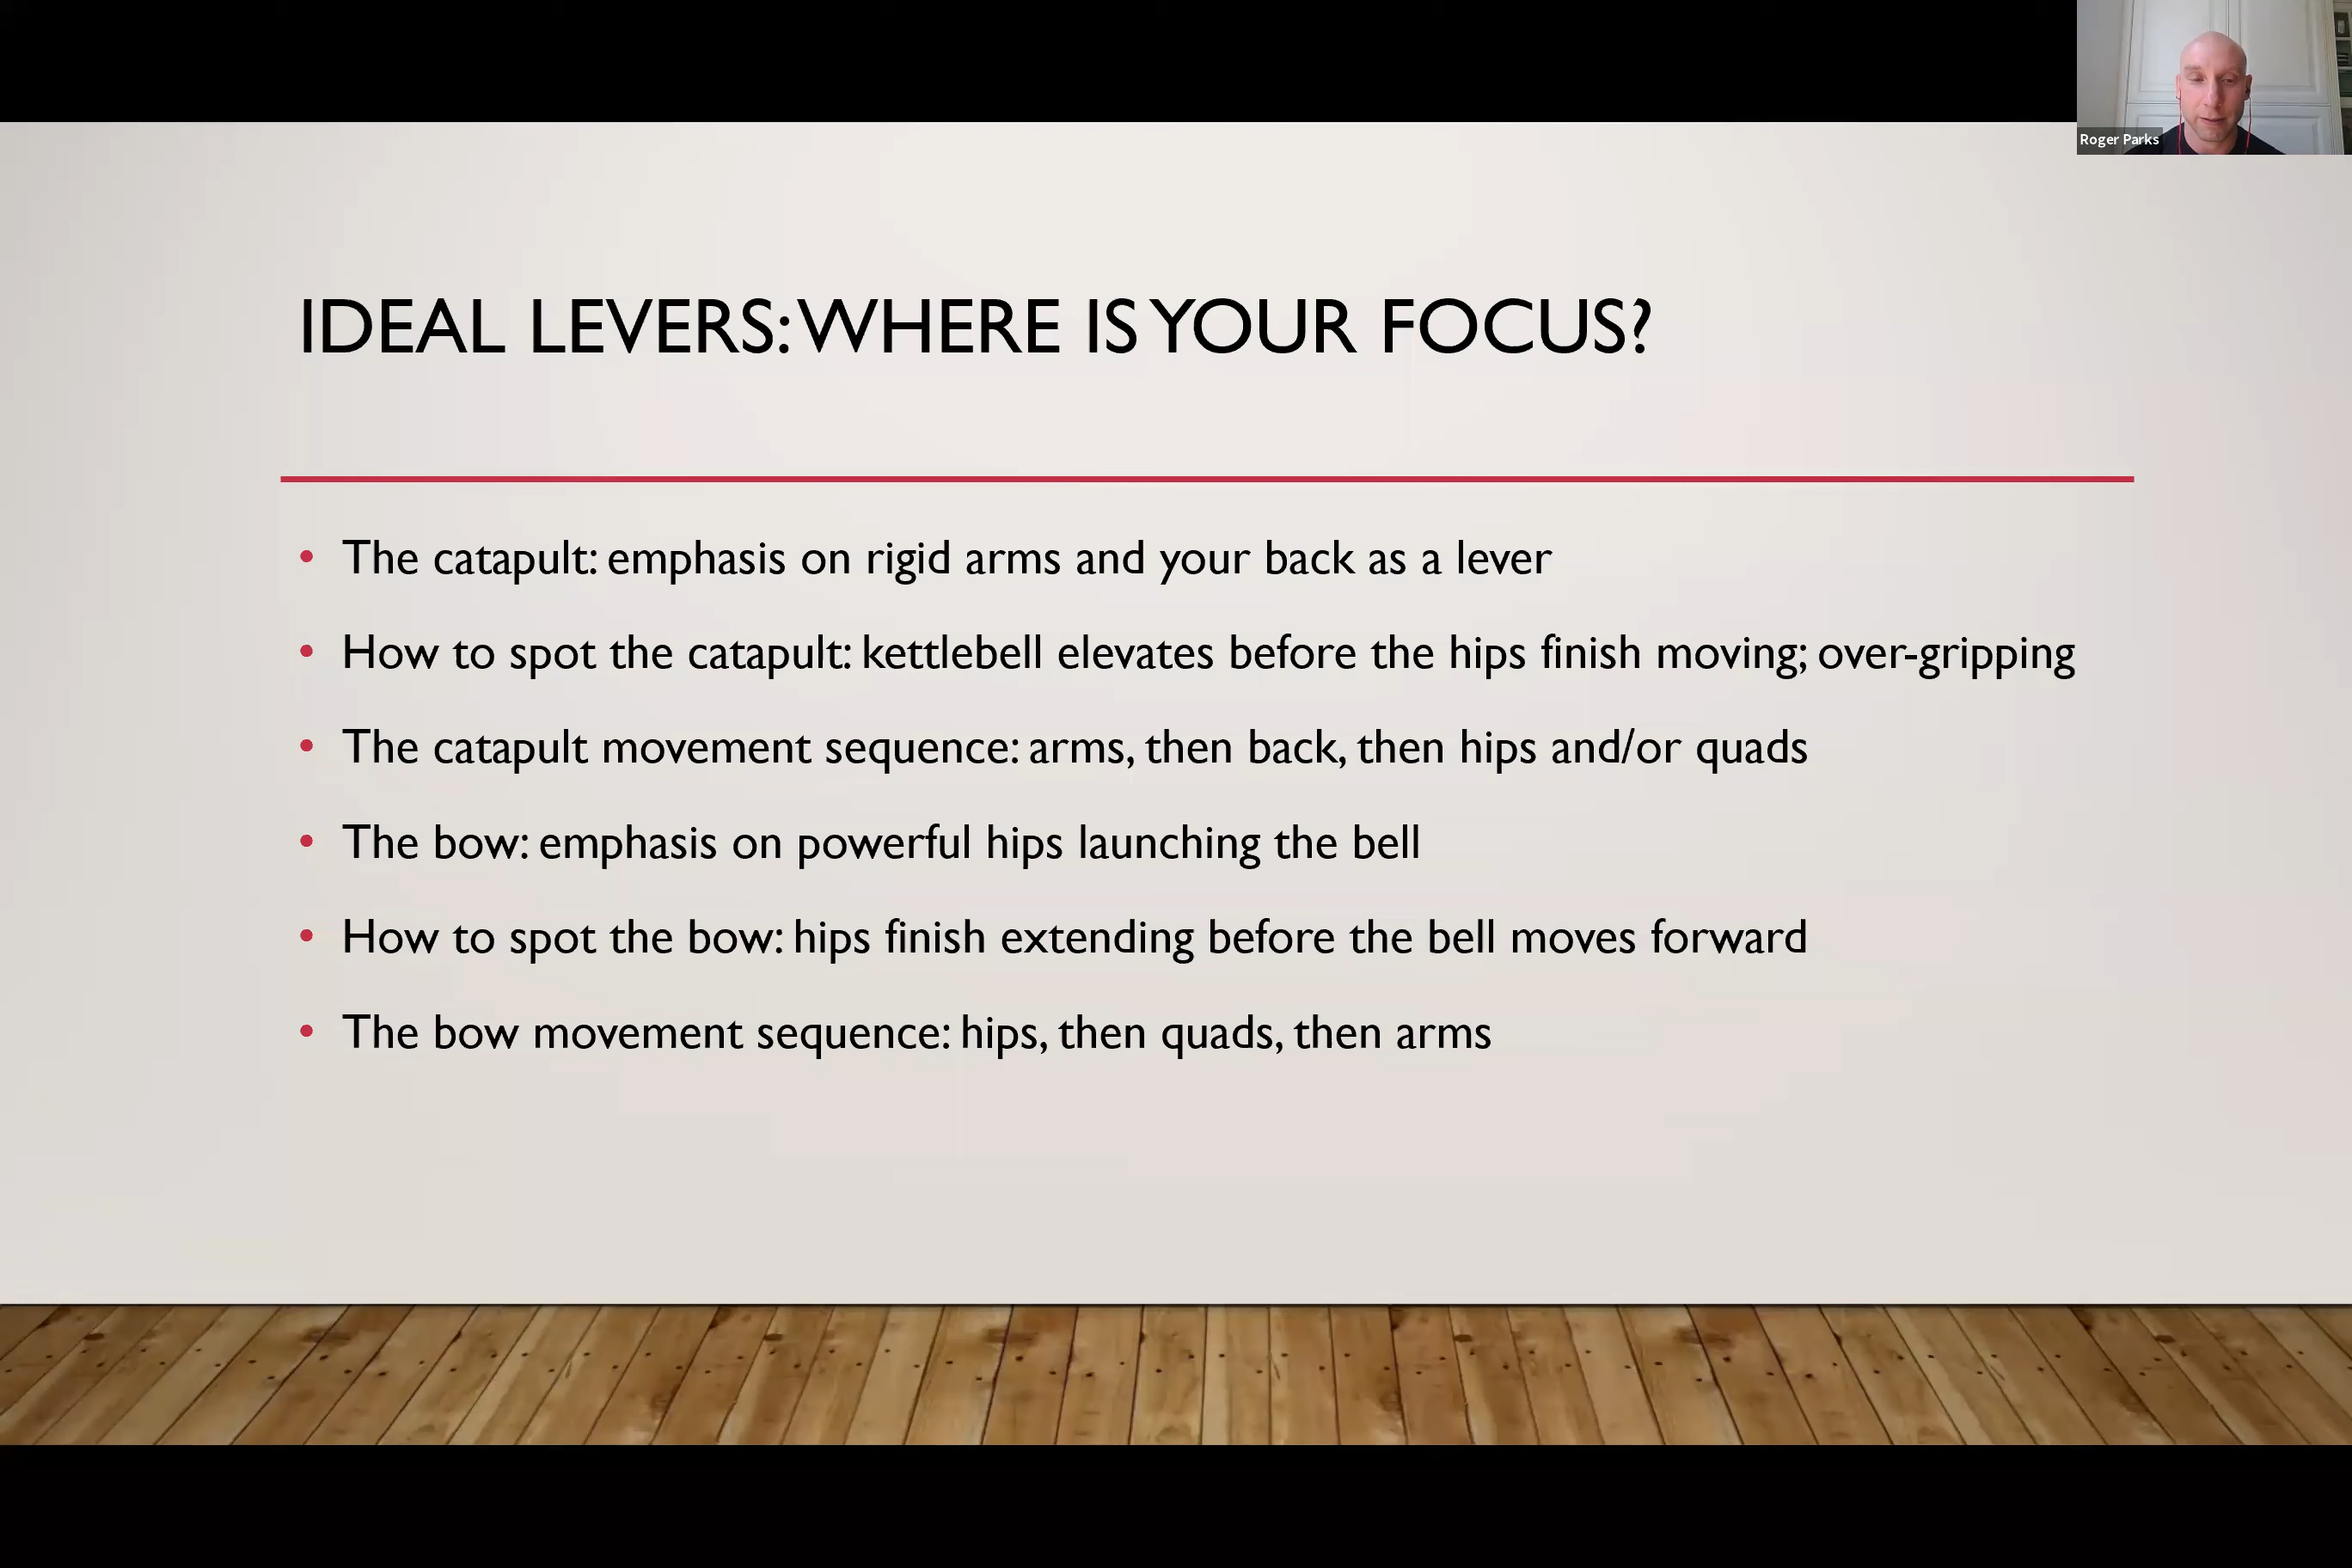 Roger Parks
IDEAL LEVERS: WHERE IS YOUR FOCUS?
• The catapult: emphasis on rigid arms and your back as a lever
• How to spot the catapult: kettlebell elevates before the hips finish moving; over-gripping
• The catapult movement sequence: arms, then back, then hips and/or quads
• The bow: emphasis on powerful hips launching the bell
• How to spot the bow: hips finish extending before the bell moves forward
• The bow movement sequence: hips, then quads, then arms